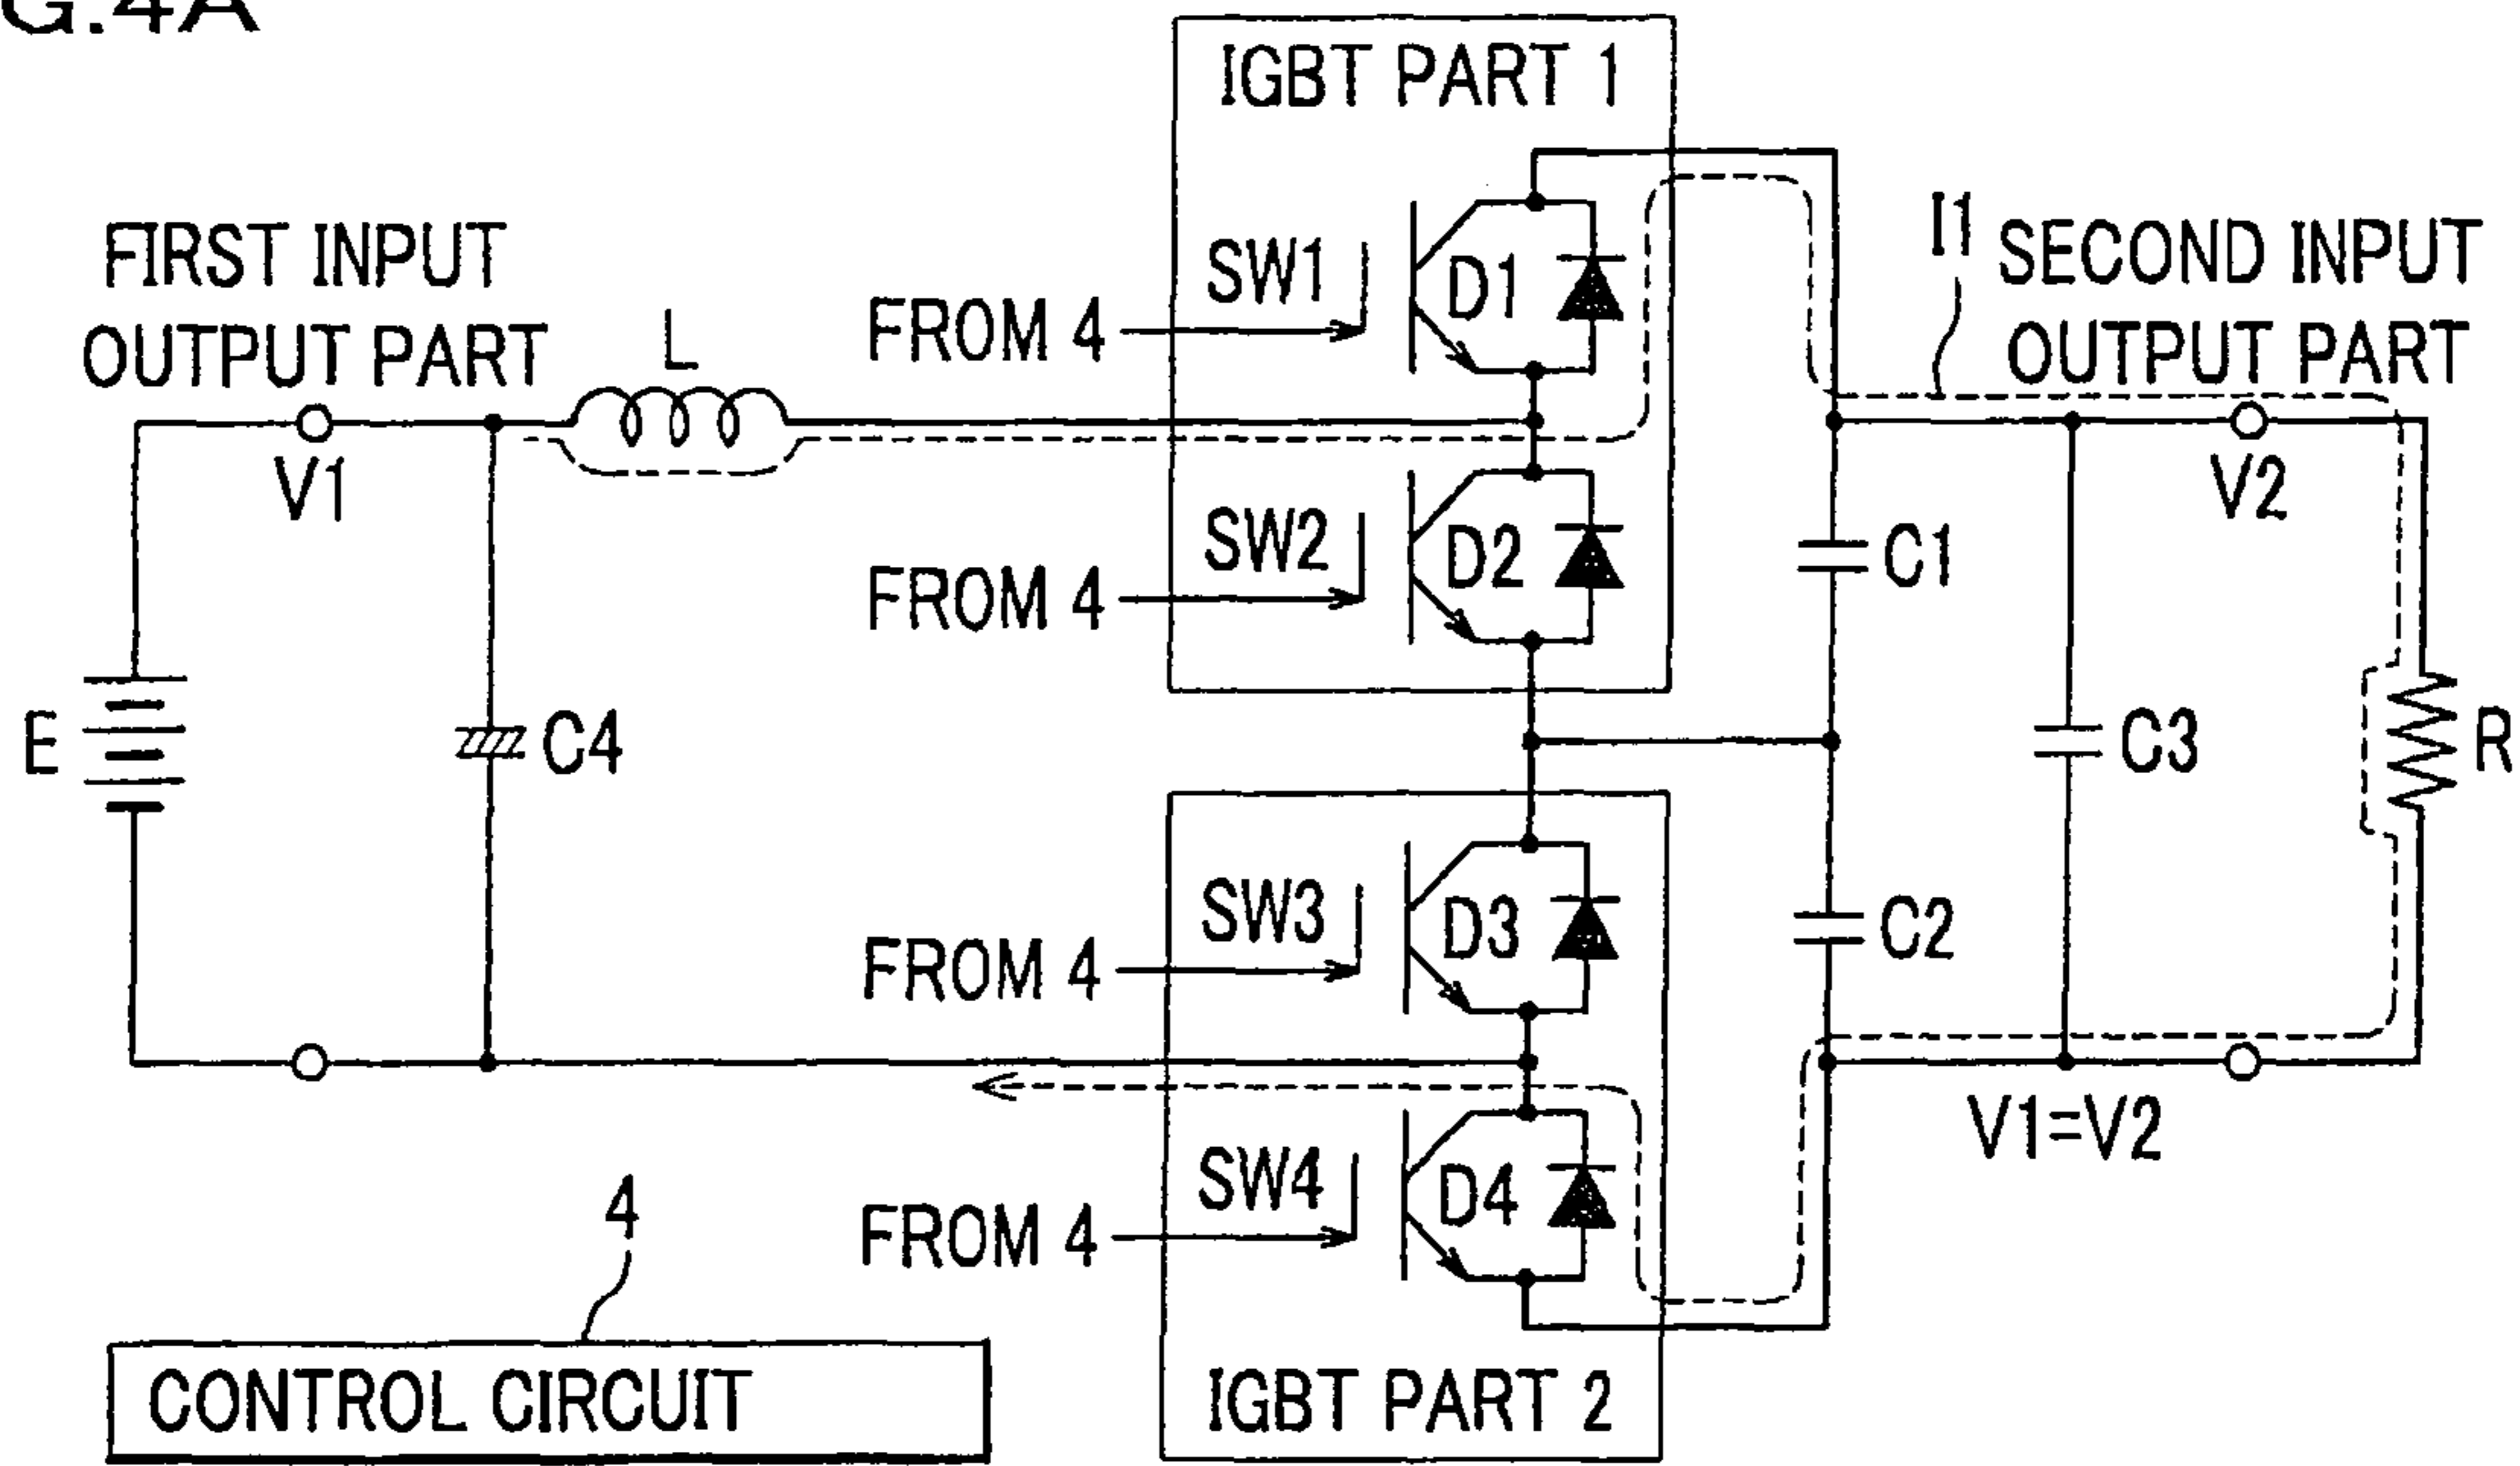 G.4A
IGBT PART 1
FIRST INPUT
OUTPUT PART
L
V1
E
C4
FROM 4
SW1
D1
FROM 4
SW2
D2
I1
SECOND INPUT
OUTPUT PART
V2
C1
C3
R
C2
FROM 4
SW3
D3
FROM 4
SW4
D4
V1=V2
4
CONTROL CIRCUIT
IGBT PART 2